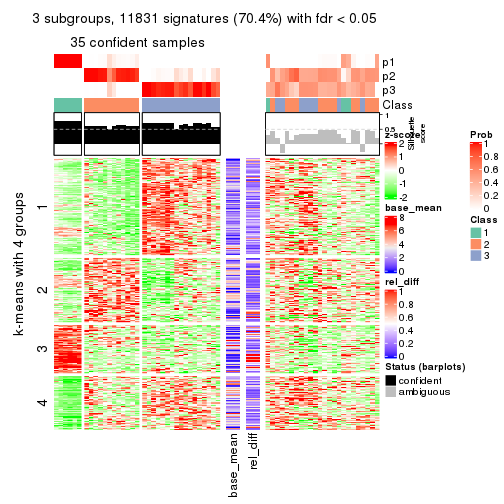 3 subgroups, 11831 signatures (70.4%) with fdr < 0.05
35 confident samples
p1
p2
p3
Class
1
0.5
0
Silhouette
score
k-means with 4 groups
1
2
3
4
base_mean
rel_diff
z-score
2
1
0
-1
-2
base_mean
8
6
4
2
0
rel_diff
1
0.8
0.6
0.4
0.2
0
Status (barplots)
confident
ambiguous
Prob
1
0.8
0.6
0.4
0.2
0
Class
1
2
3